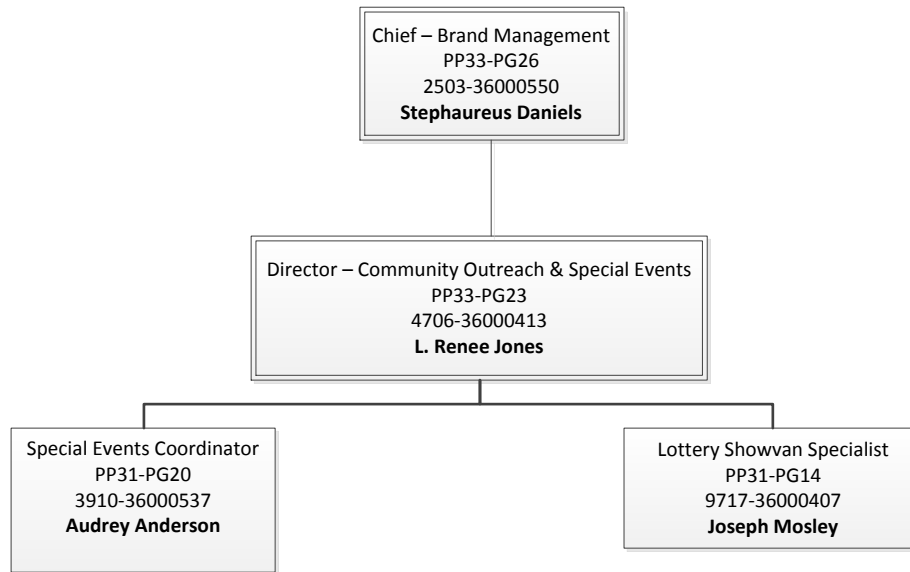 Chief – Brand Management
PP33-PG26
2503-36000550
Stephaureus Daniels
Director – Community Outreach & Special Events
PP33-PG23
4706-36000413
L. Renee Jones
Special Events Coordinator
PP31-PG20
3910-36000537
Audrey Anderson
Lottery Showvan Specialist
PP31-PG14
9717-36000407
Joseph Mosley